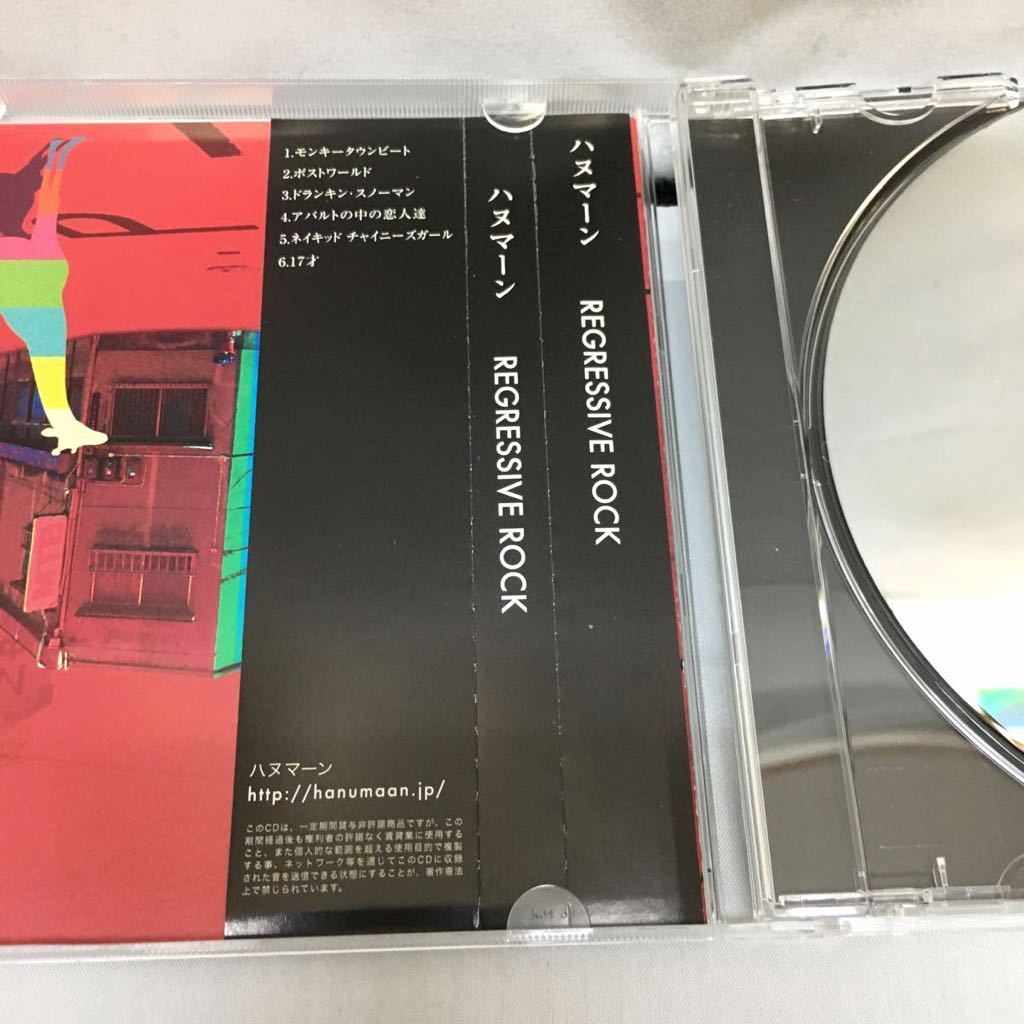 1.モンキータウンビート
2.ポストワールド
3.ドランキン・スノーマン
4.アバルトの中の恋人達
5.ネイキッド チャイニーズガール
6.17才
ハヌマーン REGRESSIVE ROCK
ハヌマーン REGRESSIVE ROCK
ハヌマーン
http://hanumaan.jp/
このCDは、一定期間貸与非許諾商品ですが、この
期間経過後も権利者の許諾なく賃貸業に使用する
こと、また個人的な範囲を超える使用目的で複製
する事、ネットワーク等を通じてこのCDに収録
された音を送信できる状態にすることが、著作憲法
上で禁じられています。